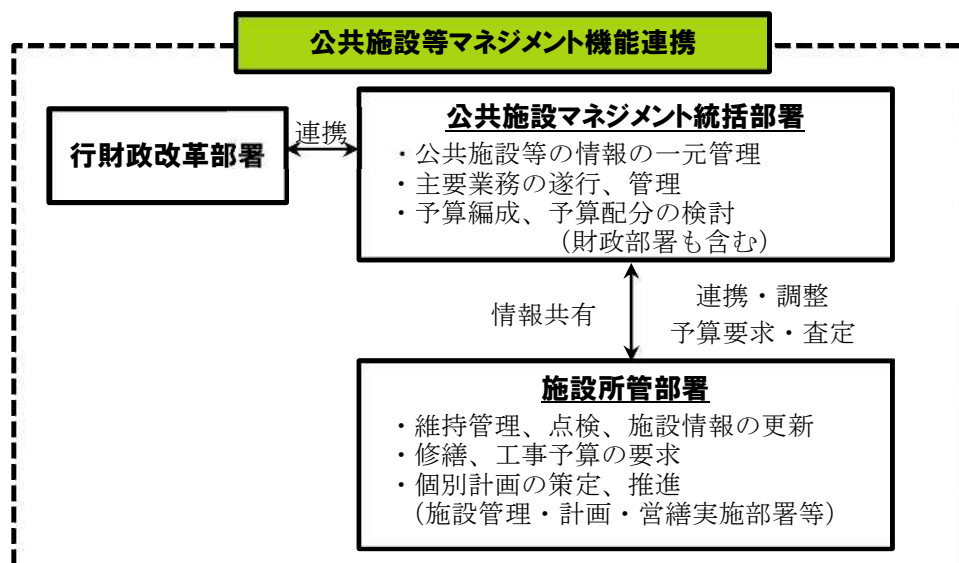 公共施設等マネジメント機能連携
行財政改革部署
連携
公共施設マネジメント統括部署
・公共施設等の情報の一元管理
・主要業務の遂行、管理
・予算編成、予算配分の検討
（財政部署も含む）
情報共有
連携・調整
予算要求・査定
施設所管部署
・維持管理、点検、施設情報の更新
・修繕、工事予算の要求
・個別計画の策定、推進
（施設管理・計画・営繕実施部署等）